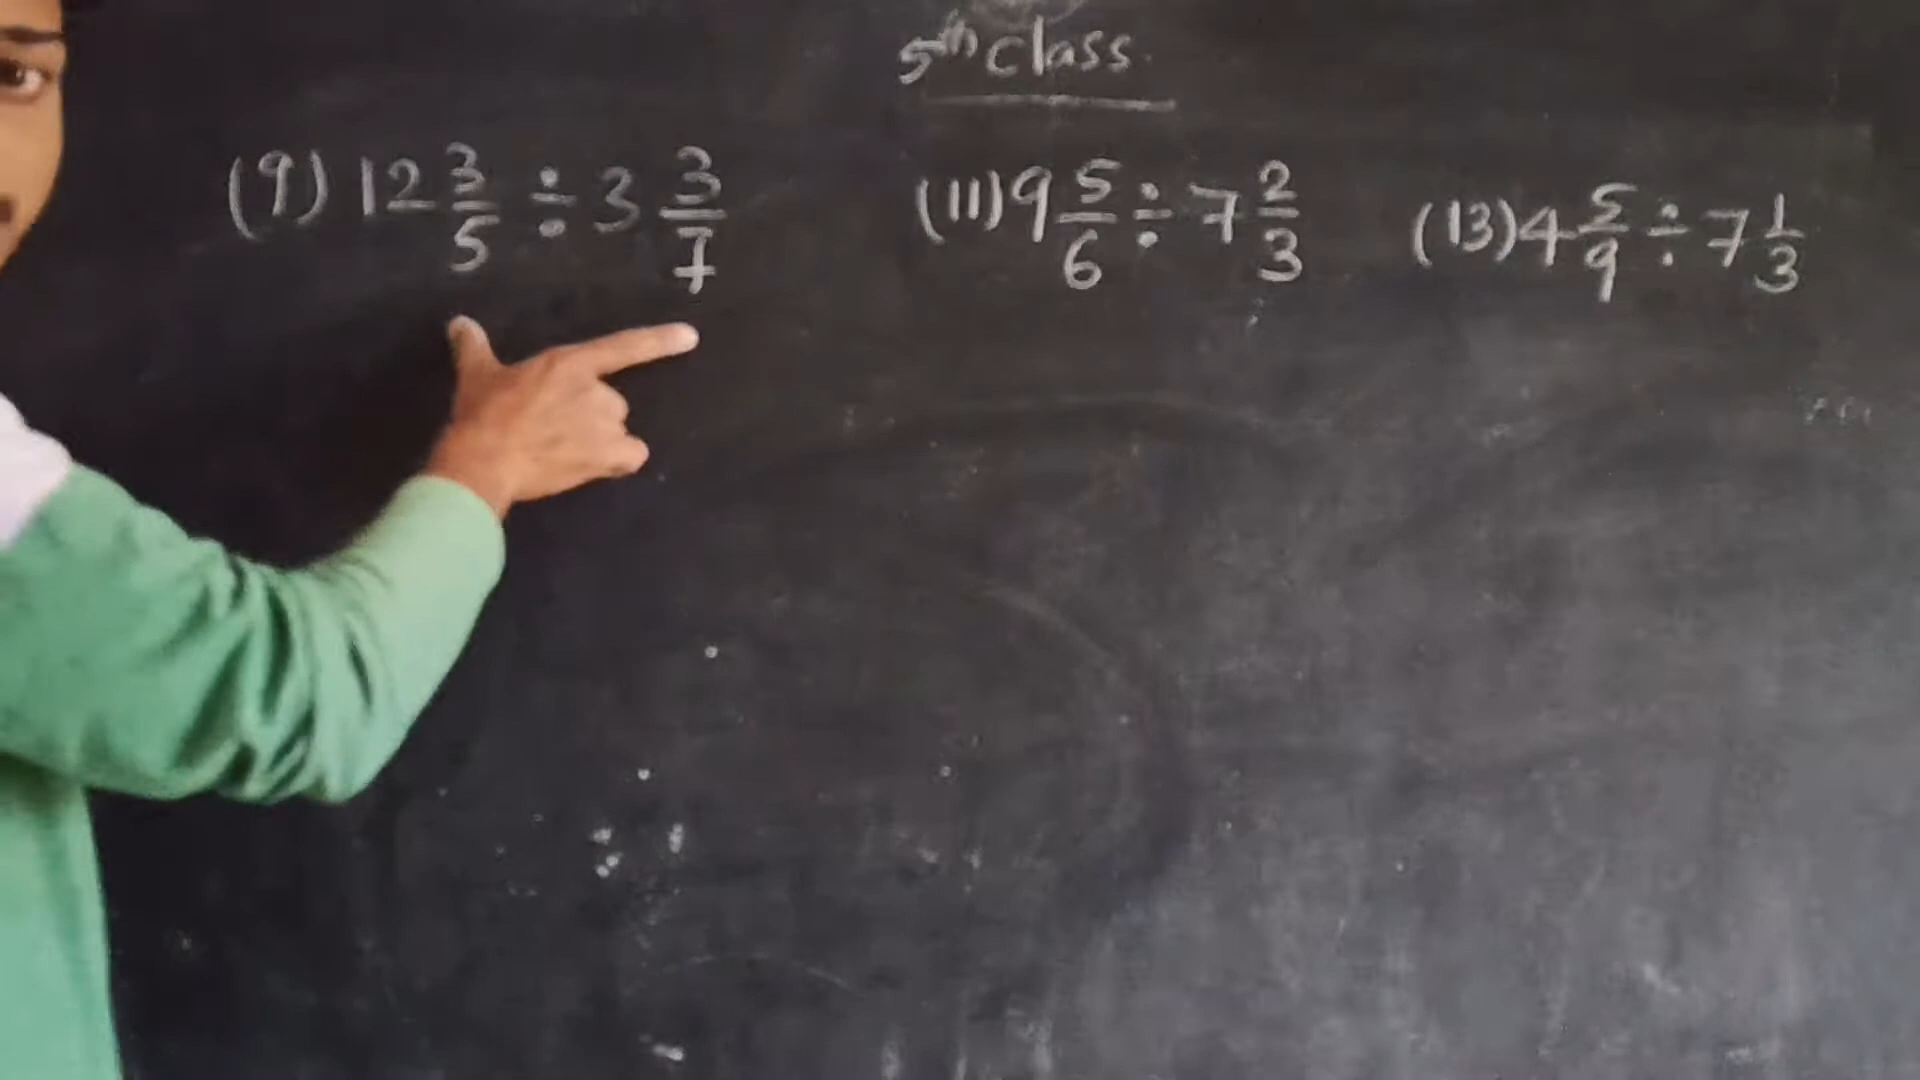 5th class
(9) 12 3/5 ÷ 3 3/7
(11) 9 5/6 ÷ 7 2/3
(13) 4 5/9 ÷ 7 1/3